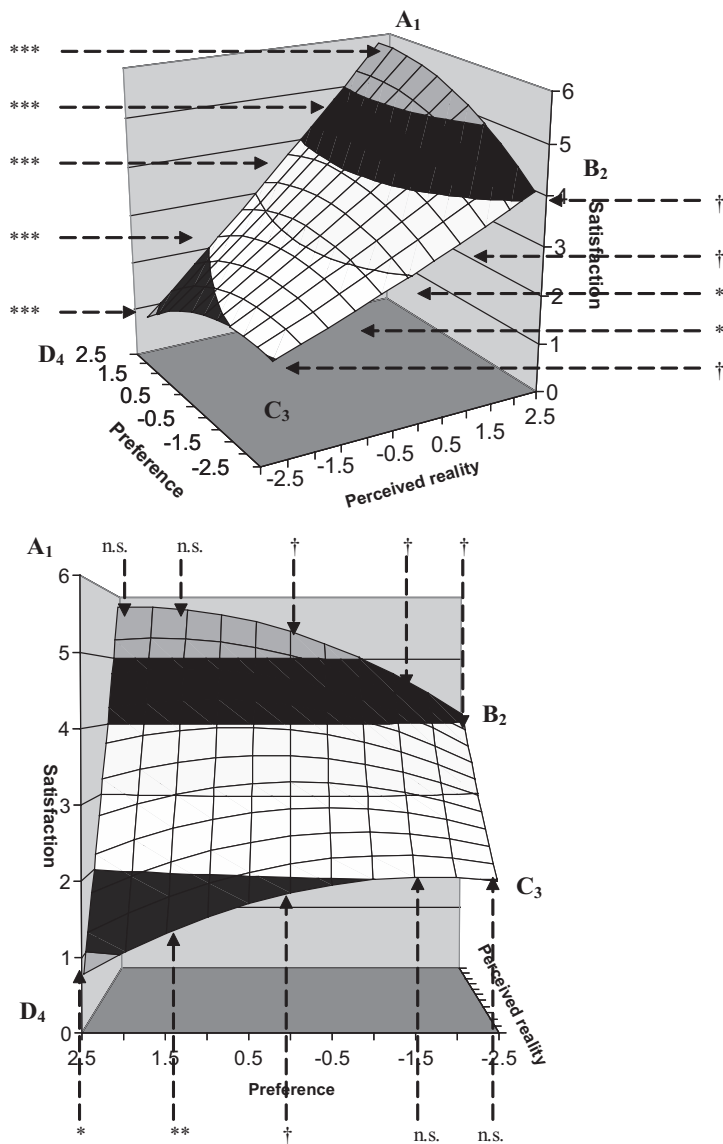 A1
***
6
***
5
***
B2
4
†
Satisfaction
***
3
†
2
*
***
1
*
D4 2.5
1.5
0.5
-0.5
-1.5
-2.5
Preference
C3
†
0
-2.5
-1.5
-0.5
0.5
1.5
2.5
Perceived reality
A1
n.s. n.s. † † †
6
5
4
3
2
1
0
B2
Satisfaction
C3
D4
Perceived reality
2.5 1.5 0.5 -0.5 -1.5 -2.5
Preference
* ** † n.s. n.s.